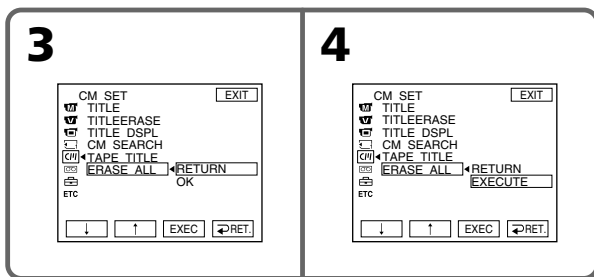 3
CM SET EXIT
TITLE
TITLEERASE
TITLE DSPL
CM SEARCH
TAPE TITLE
ERASE ALL RETURN
OK
ETC
↓ ↑ EXEC RET.
4
CM SET EXIT
TITLE
TITLEERASE
TITLE DSPL
CM SEARCH
TAPE TITLE
ERASE ALL RETURN
EXECUTE
ETC
↓ ↑ EXEC RET.